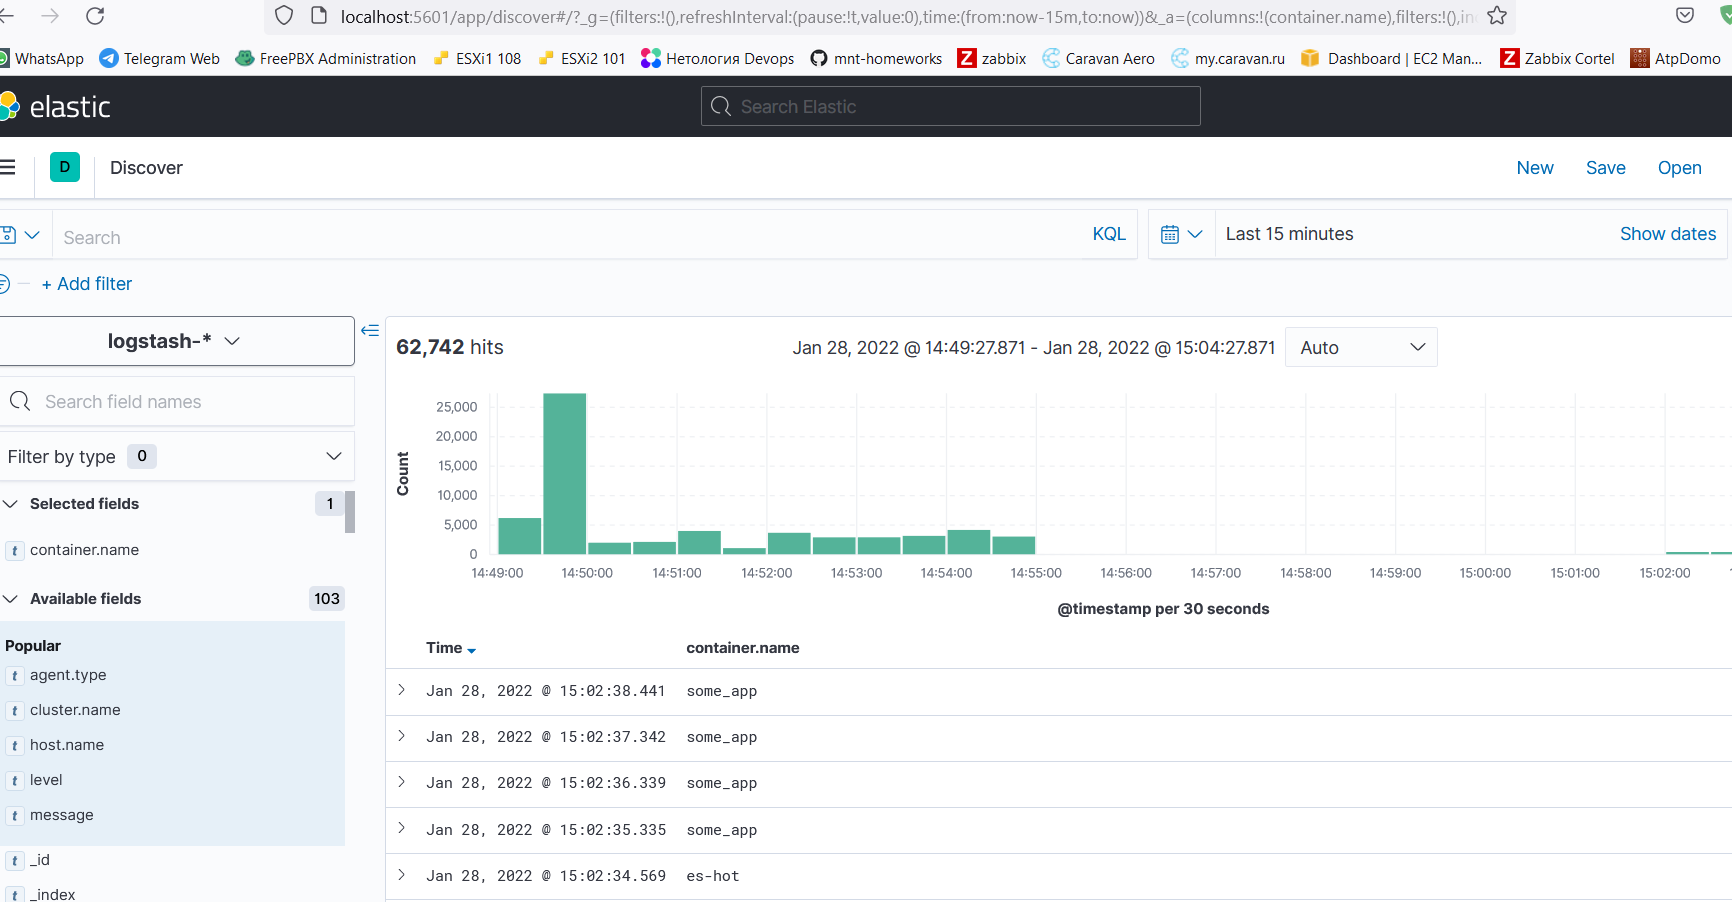 localhost:5601/app/discover#/?_g=(filters:!(),refreshInterval:(pause:!t,value:0),time:(from:now-15m,to:now))&_a=(columns:!(container.name),filters:!(),in
WhatsApp Telegram Web FreePBX Administration ESXi1 108 ESXi2 101 Нетология Devops mnt-homeworks Z zabbix Caravan Aero my.caravan.ru Dashboard | EC2 Man... Z Zabbix Cortel AtpDomo
elastic Search Elastic
D Discover New Save Open
Search KQL Last 15 minutes Show dates
+ Add filter
logstash-*
62,742 hits Jan 28, 2022 @ 14:49:27.871 - Jan 28, 2022 @ 15:04:27.871 Auto
Search field names
Filter by type 0
Selected fields 1
t container.name
Available fields 103
Popular
t agent.type
t cluster.name
t host.name
t level
t message
t _id
t _index
Count
25,000
20,000
15,000
10,000
5,000
0
14:49:00 14:50:00 14:51:00 14:52:00 14:53:00 14:54:00 14:55:00 14:56:00 14:57:00 14:58:00 14:59:00 15:00:00 15:01:00 15:02:00
@timestamp per 30 seconds
Time container.name
Jan 28, 2022 @ 15:02:38.441 some_app
Jan 28, 2022 @ 15:02:37.342 some_app
Jan 28, 2022 @ 15:02:36.339 some_app
Jan 28, 2022 @ 15:02:35.335 some_app
Jan 28, 2022 @ 15:02:34.569 es-hot